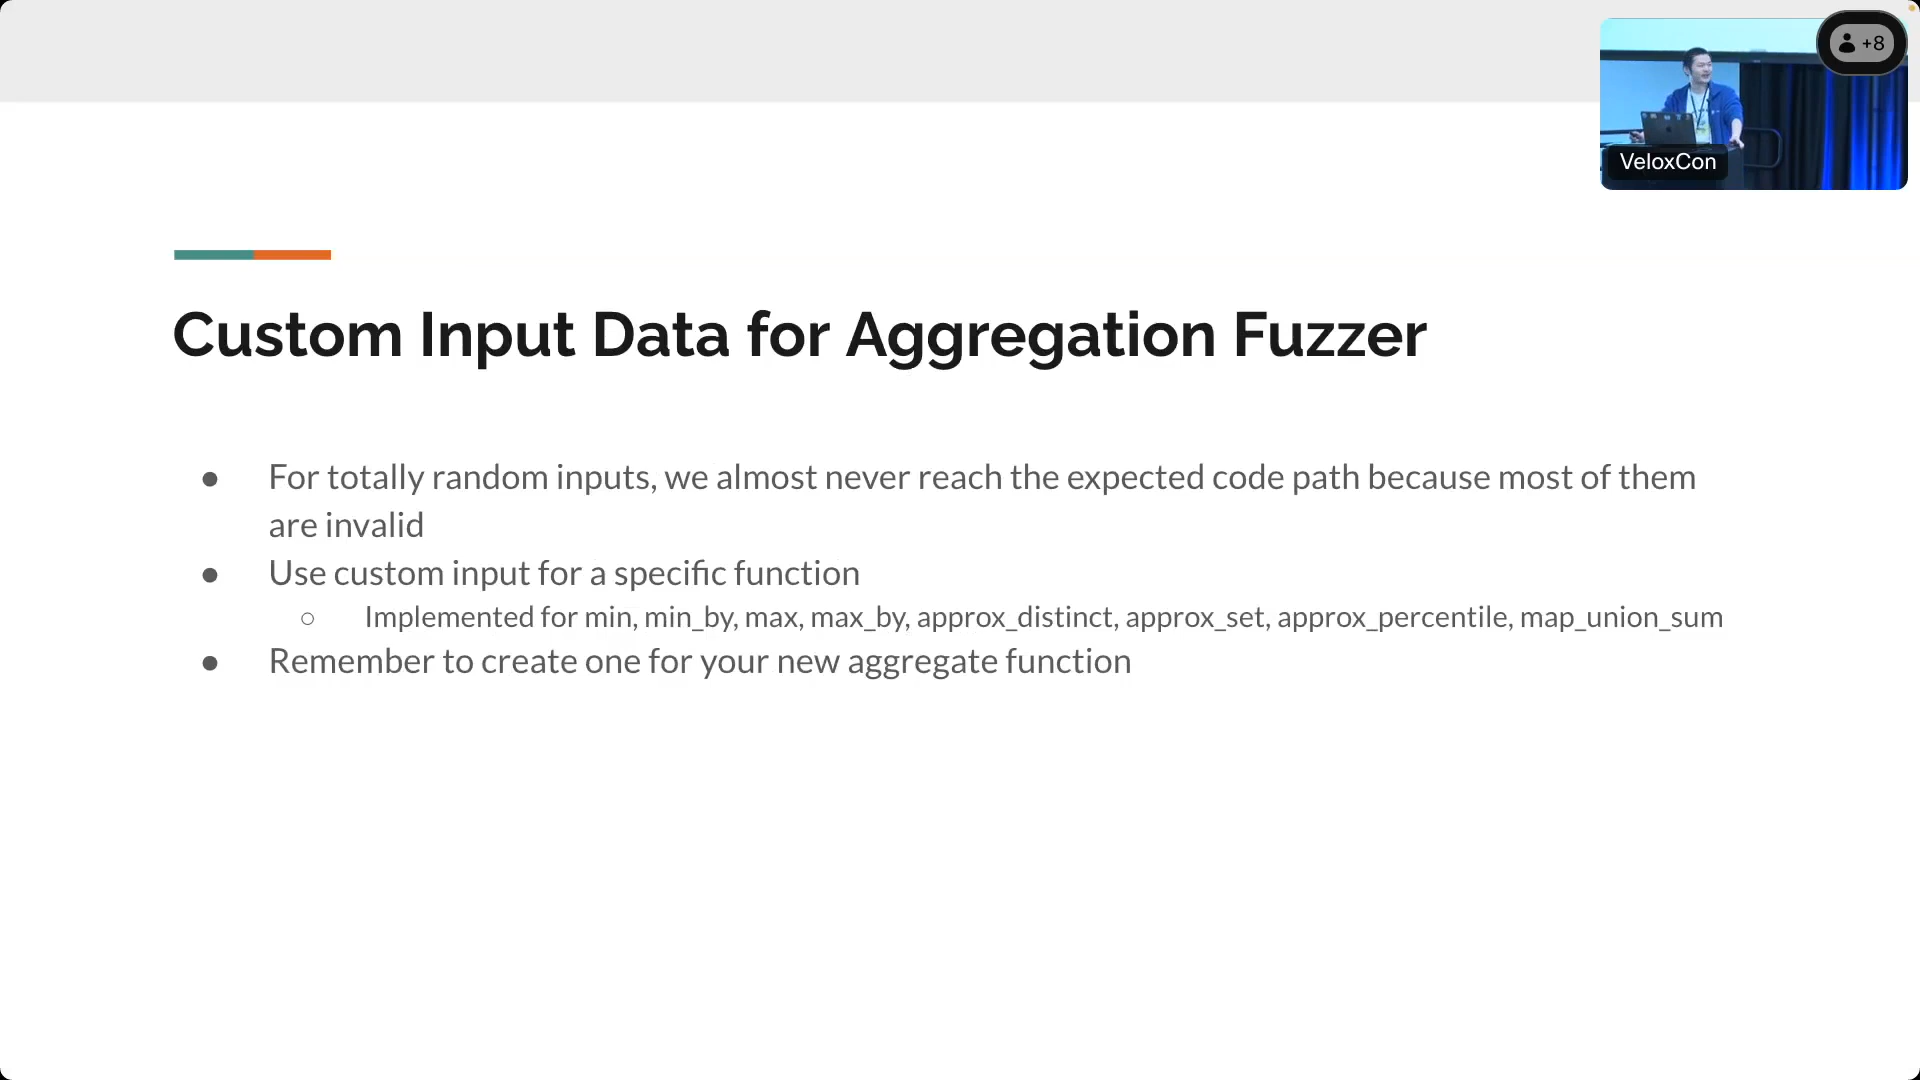 +8
VeloxCon
Custom Input Data for Aggregation Fuzzer
● For totally random inputs, we almost never reach the expected code path because most of them
are invalid
● Use custom input for a specific function
○ Implemented for min, min_by, max, max_by, approx_distinct, approx_set, approx_percentile, map_union_sum
● Remember to create one for your new aggregate function